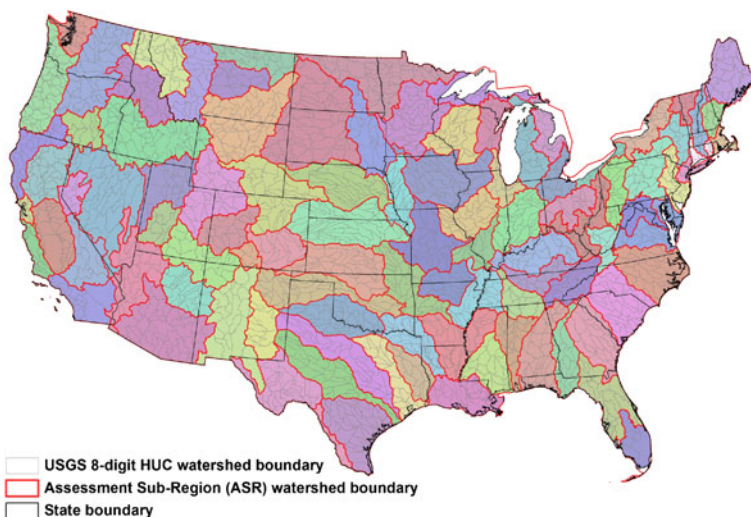 USGS 8-digit HUC watershed boundary
Assessment Sub-Region (ASR) watershed boundary
State boundary